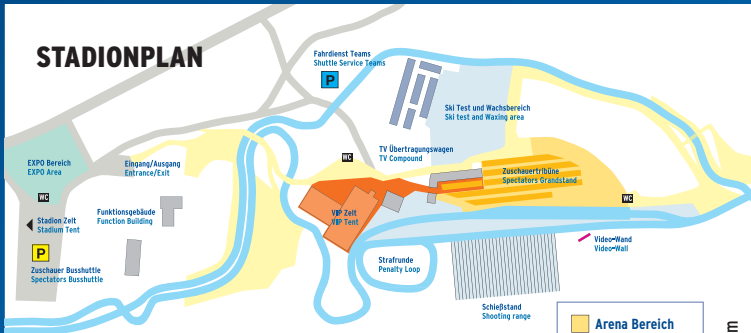 STADIONPLAN
Fahrdienst Teams
Shuttle Service Teams
P
Ski Test und Wachsbereich
Ski test and Waxing area
TV Übertragungswagen
TV Compound
WC
EXPO Bereich
EXPO Area
Eingang/Ausgang
Entrance/Exit
Zuschauertribüne
Spectators Grandstand
WC
WC
Stadion Zelt
Stadium Tent
Funktionsgebäude
Function Building
VIP Zelt
VIP Tent
P
Zuschauer Busshuttle
Spectators Busshuttle
Strafrunde
Penalty Loop
Video-Wand
Video-Wall
Schießstand
Shooting range
Arena Bereich
m